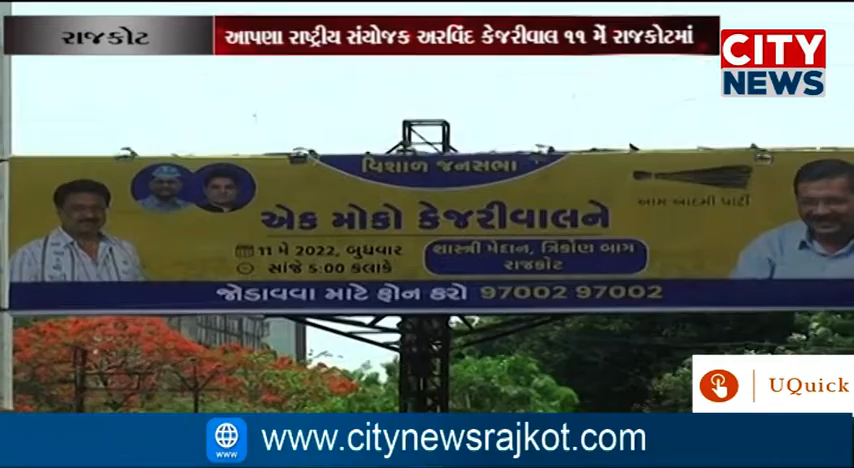 રાજકોટ
આપણા રાષ્ટ્રીય સંયોજક અરવિંદ કેજરીવાલ ૧૧ મેં રાજકોટમાં
CITY
NEWS
વિશાળ જનસભા
આમ આદમી પાર્ટી
એક મોકો કેજરીવાલને
11 મે 2022, બુધવાર
સાંજે 5:00 કલાકે
શાસ્ત્રી મેદાન, ત્રિકોણ બાગ
રાજકોટ
જોડાવવા માટે ફોન કરો 97002 97002
UQuick
www
www.citynewsrajkot.com